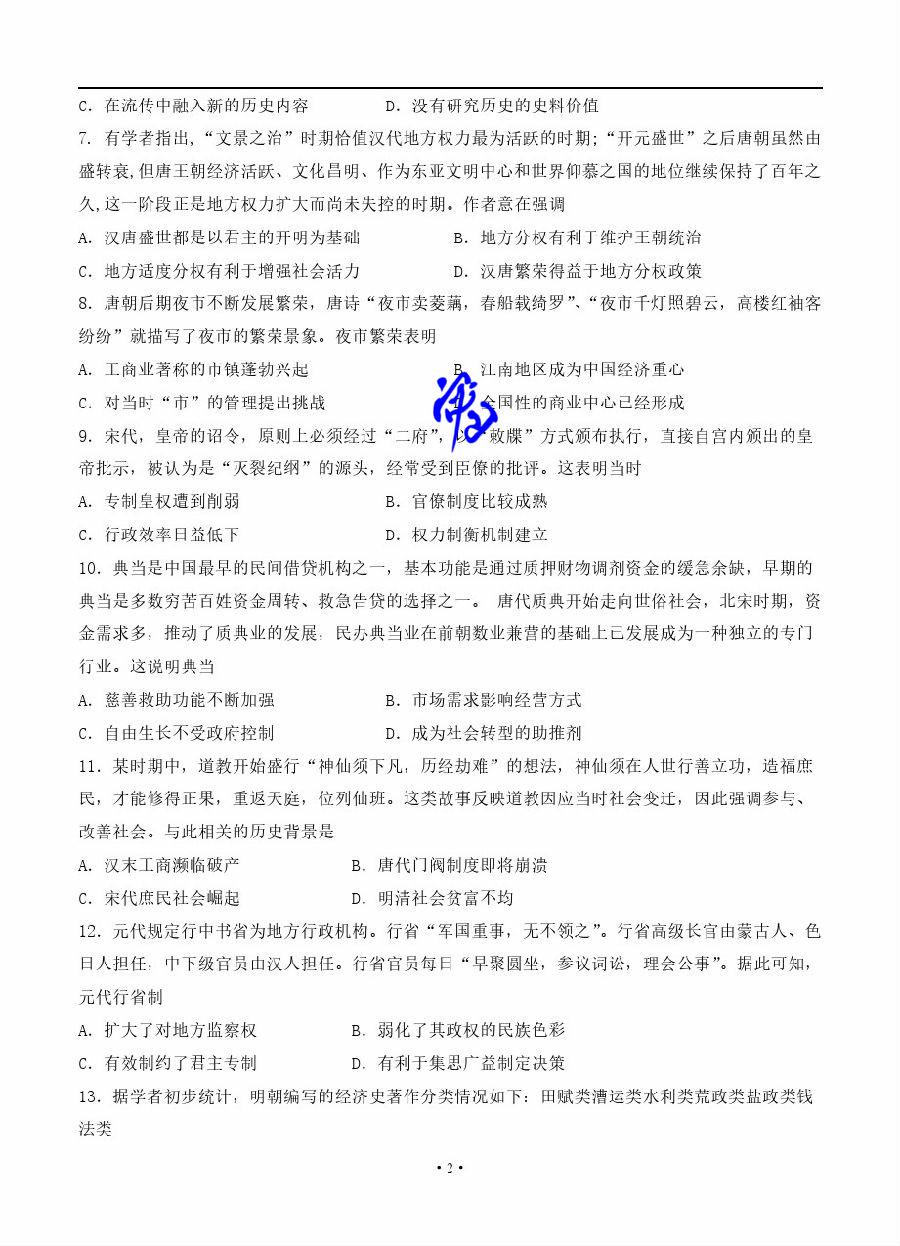 C. 在流传中融入新的历史内容 D. 没有研究历史的史料价值
7. 有学者指出,“文景之治”时期恰值汉代地方权力最为活跃的时期;“开元盛世”之后唐朝虽然由
盛转衰,但唐王朝经济活跃、文化昌明、作为东亚文明中心和世界仰慕之国的地位继续保持了百年之
久,这一阶段正是地方权力扩大而尚未失控的时期。作者意在强调
A. 汉唐盛世都是以君主的开明为基础 B. 地方分权有利于维护王朝统治
C. 地方适度分权有利于增强社会活力 D. 汉唐繁荣得益于地方分权政策
8. 唐朝后期夜市不断发展繁荣，唐诗“夜市卖菱藕，春船载绮罗”、“夜市千灯照碧云，高楼红袖客
纷纷”就描写了夜市的繁荣景象。夜市繁荣表明
A. 工商业著称的市镇蓬勃兴起 B. 江南地区成为中国经济重心
C. 对当时“市”的管理提出挑战 全国性的商业中心已经形成
9. 宋代，皇帝的诏令，原则上必须经过“二府”，以“敕牒”方式颁布执行，直接自宫内颁出的皇
帝批示，被认为是“灭裂纪纲”的源头，经常受到臣僚的批评。这表明当时
A. 专制皇权遭到削弱 B. 官僚制度比较成熟
C. 行政效率日益低下 D. 权力制衡机制建立
10. 典当是中国最早的民间借贷机构之一，基本功能是通过质押财物调剂资金的缓急余缺，早期的
典当是多数穷苦百姓资金周转、救急告贷的选择之一。 唐代质典开始走向世俗社会，北宋时期，资
金需求多，推动了质典业的发展，民办典当业在前朝数业兼营的基础上已发展成为一种独立的专门
行业。这说明典当
A. 慈善救助功能不断加强 B. 市场需求影响经营方式
C. 自由生长不受政府控制 D. 成为社会转型的助推剂
11. 某时期中，道教开始盛行“神仙须下凡，历经劫难”的想法，神仙须在人世行善立功，造福庶
民，才能修得正果，重返天庭，位列仙班。这类故事反映道教因应当时社会变迁，因此强调参与、
改善社会。与此相关的历史背景是
A. 汉末工商濒临破产 B. 唐代门阀制度即将崩溃
C. 宋代庶民社会崛起 D. 明清社会贫富不均
12. 元代规定行中书省为地方行政机构。行省“军国重事，无不领之”。行省高级长官由蒙古人、色
目人担任，中下级官员由汉人担任。行省官员每日“早聚圆坐，参议词讼，理会公事”。据此可知，
元代行省制
A. 扩大了对地方监察权 B. 弱化了其政权的民族色彩
C. 有效制约了君主专制 D. 有利于集思广益制定决策
13. 据学者初步统计，明朝编写的经济史著作分类情况如下：田赋类漕运类水利类荒政类盐政类钱
法类
·2·